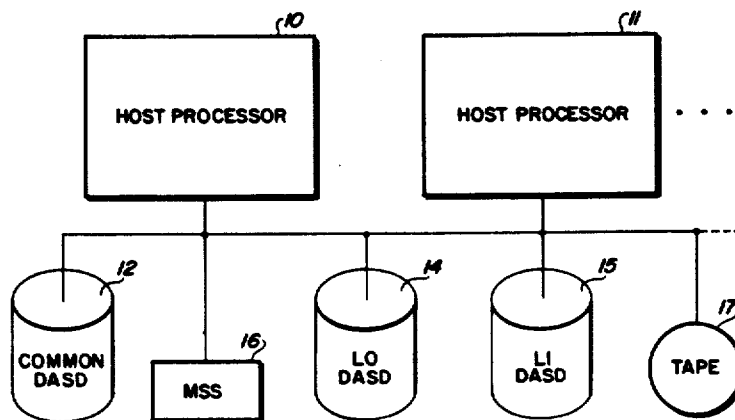 10
11
HOST PROCESSOR
HOST PROCESSOR
12
14
15
17
16
COMMON
DASD
MSS
LO
DASD
LI
DASD
TAPE